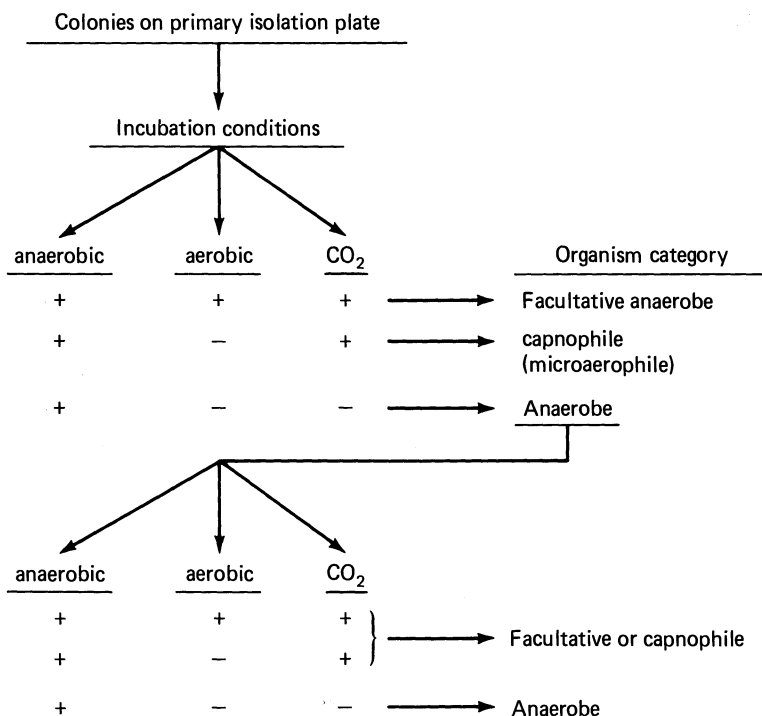 Colonies on primary isolation plate
Incubation conditions
anaerobic aerobic CO₂ Organism category
+ + + Facultative anaerobe
+ − + capnophile
(microaerophile)
+ − − Anaerobe
anaerobic aerobic CO₂
+ + +
Facultative or capnophile
+ − +
+ − − Anaerobe